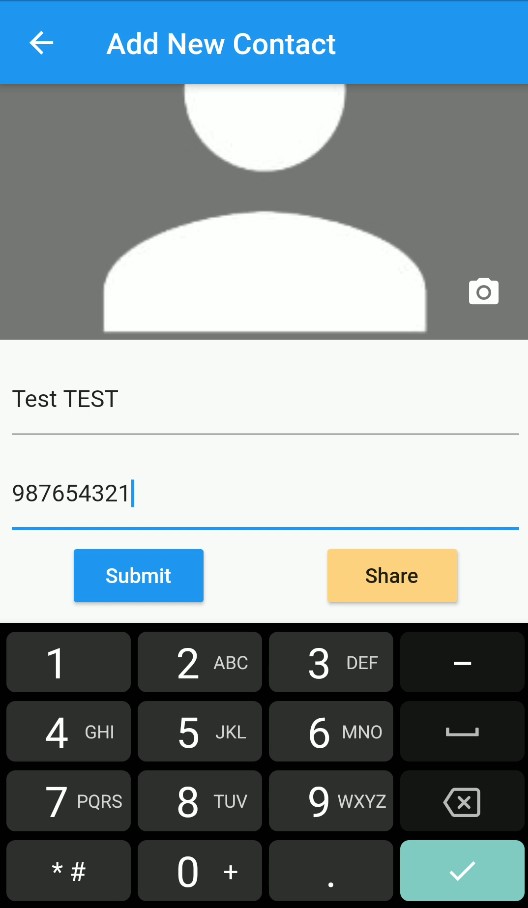 Add New Contact
Test TEST
987654321
Submit Share
1 2 ABC 3 DEF –
4 GHI 5 JKL 6 MNO
7 PQRS 8 TUV 9 WXYZ
* # 0 + .